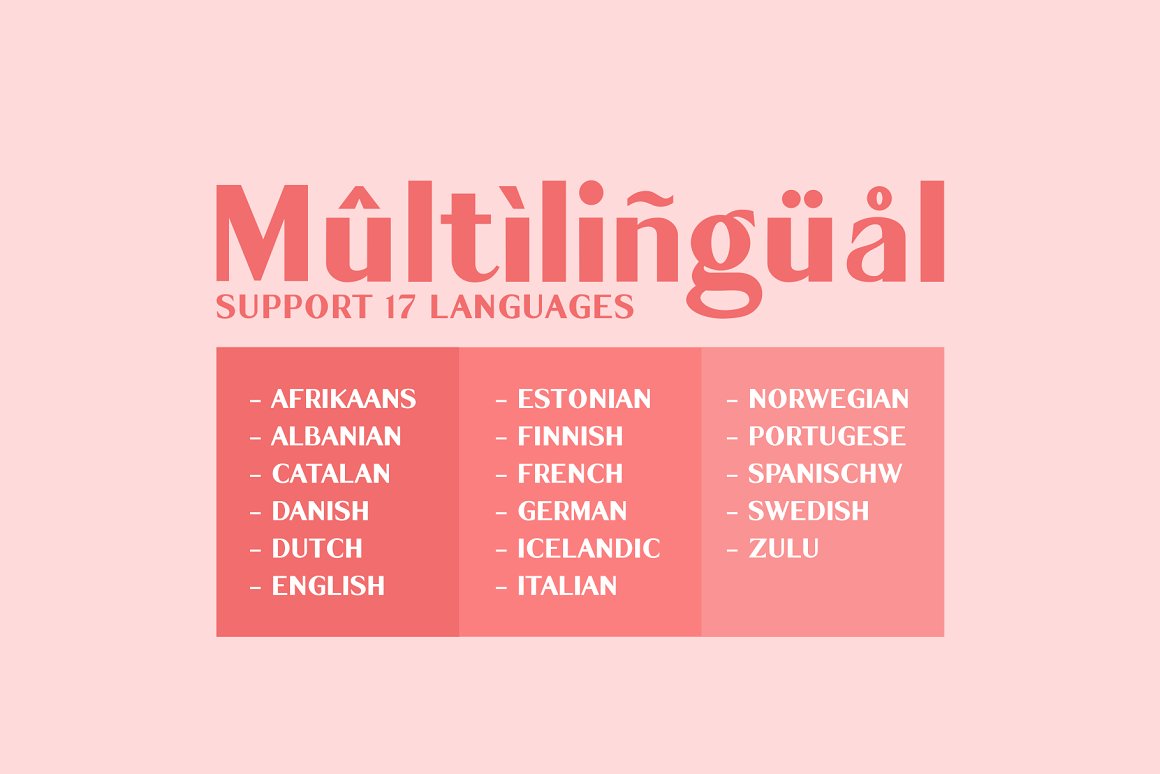 Mûltìliñgüål
SUPPORT 17 LANGUAGES
– AFRIKAANS
– ALBANIAN
– CATALAN
– DANISH
– DUTCH
– ENGLISH
– ESTONIAN
– FINNISH
– FRENCH
– GERMAN
– ICELANDIC
– ITALIAN
– NORWEGIAN
– PORTUGESE
– SPANISCHW
– SWEDISH
– ZULU